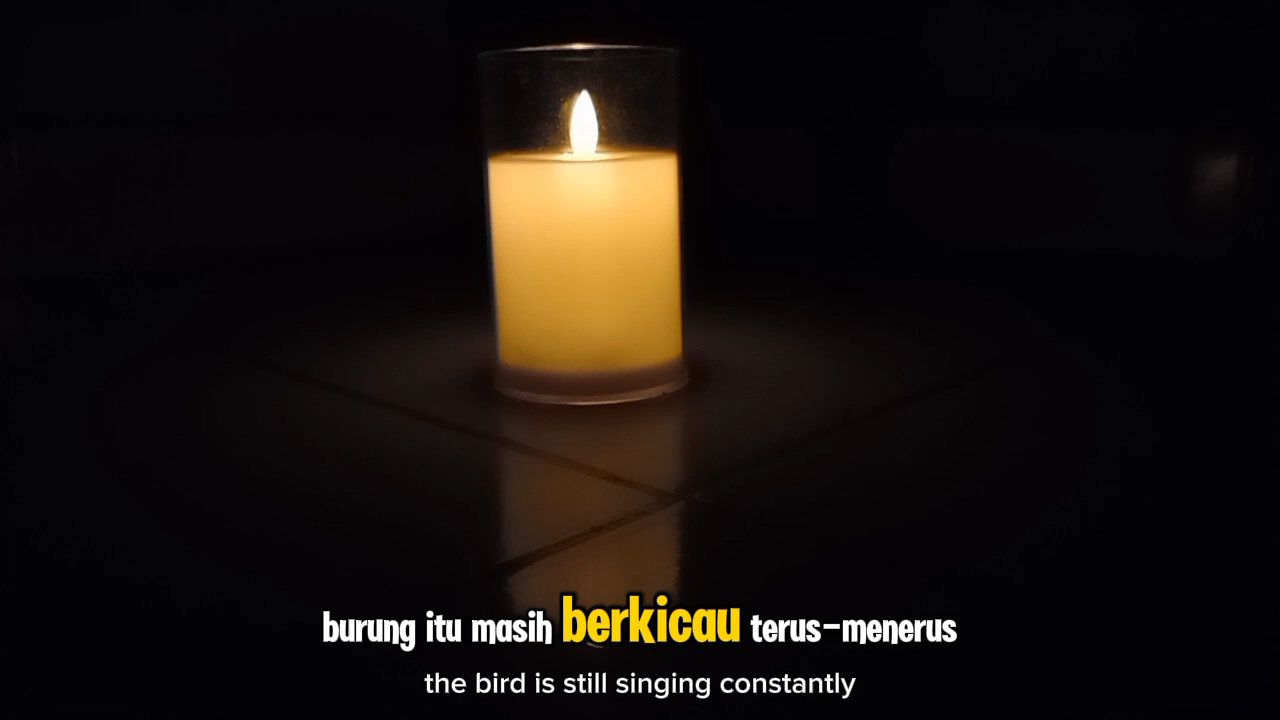 burung itu masih berkicau terus-menerus
the bird is still singing constantly